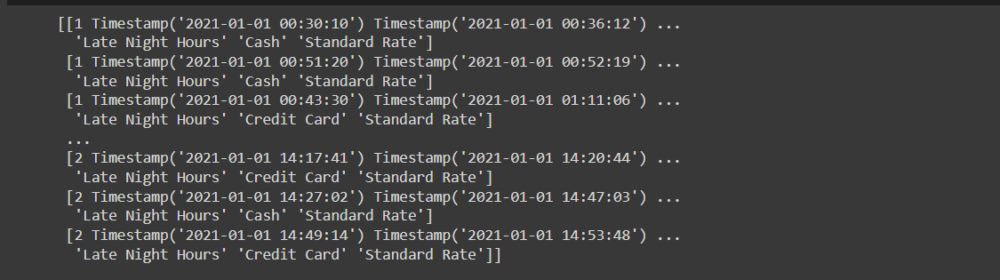 [[1 Timestamp('2021-01-01 00:30:10') Timestamp('2021-01-01 00:36:12') ...
'Late Night Hours' 'Cash' 'Standard Rate']
[1 Timestamp('2021-01-01 00:51:20') Timestamp('2021-01-01 00:52:19') ...
'Late Night Hours' 'Cash' 'Standard Rate']
[1 Timestamp('2021-01-01 00:43:30') Timestamp('2021-01-01 01:11:06') ...
'Late Night Hours' 'Credit Card' 'Standard Rate']
...
[2 Timestamp('2021-01-01 14:17:41') Timestamp('2021-01-01 14:20:44') ...
'Late Night Hours' 'Credit Card' 'Standard Rate']
[2 Timestamp('2021-01-01 14:27:02') Timestamp('2021-01-01 14:47:03') ...
'Late Night Hours' 'Cash' 'Standard Rate']
[2 Timestamp('2021-01-01 14:49:14') Timestamp('2021-01-01 14:53:48') ...
'Late Night Hours' 'Credit Card' 'Standard Rate']]